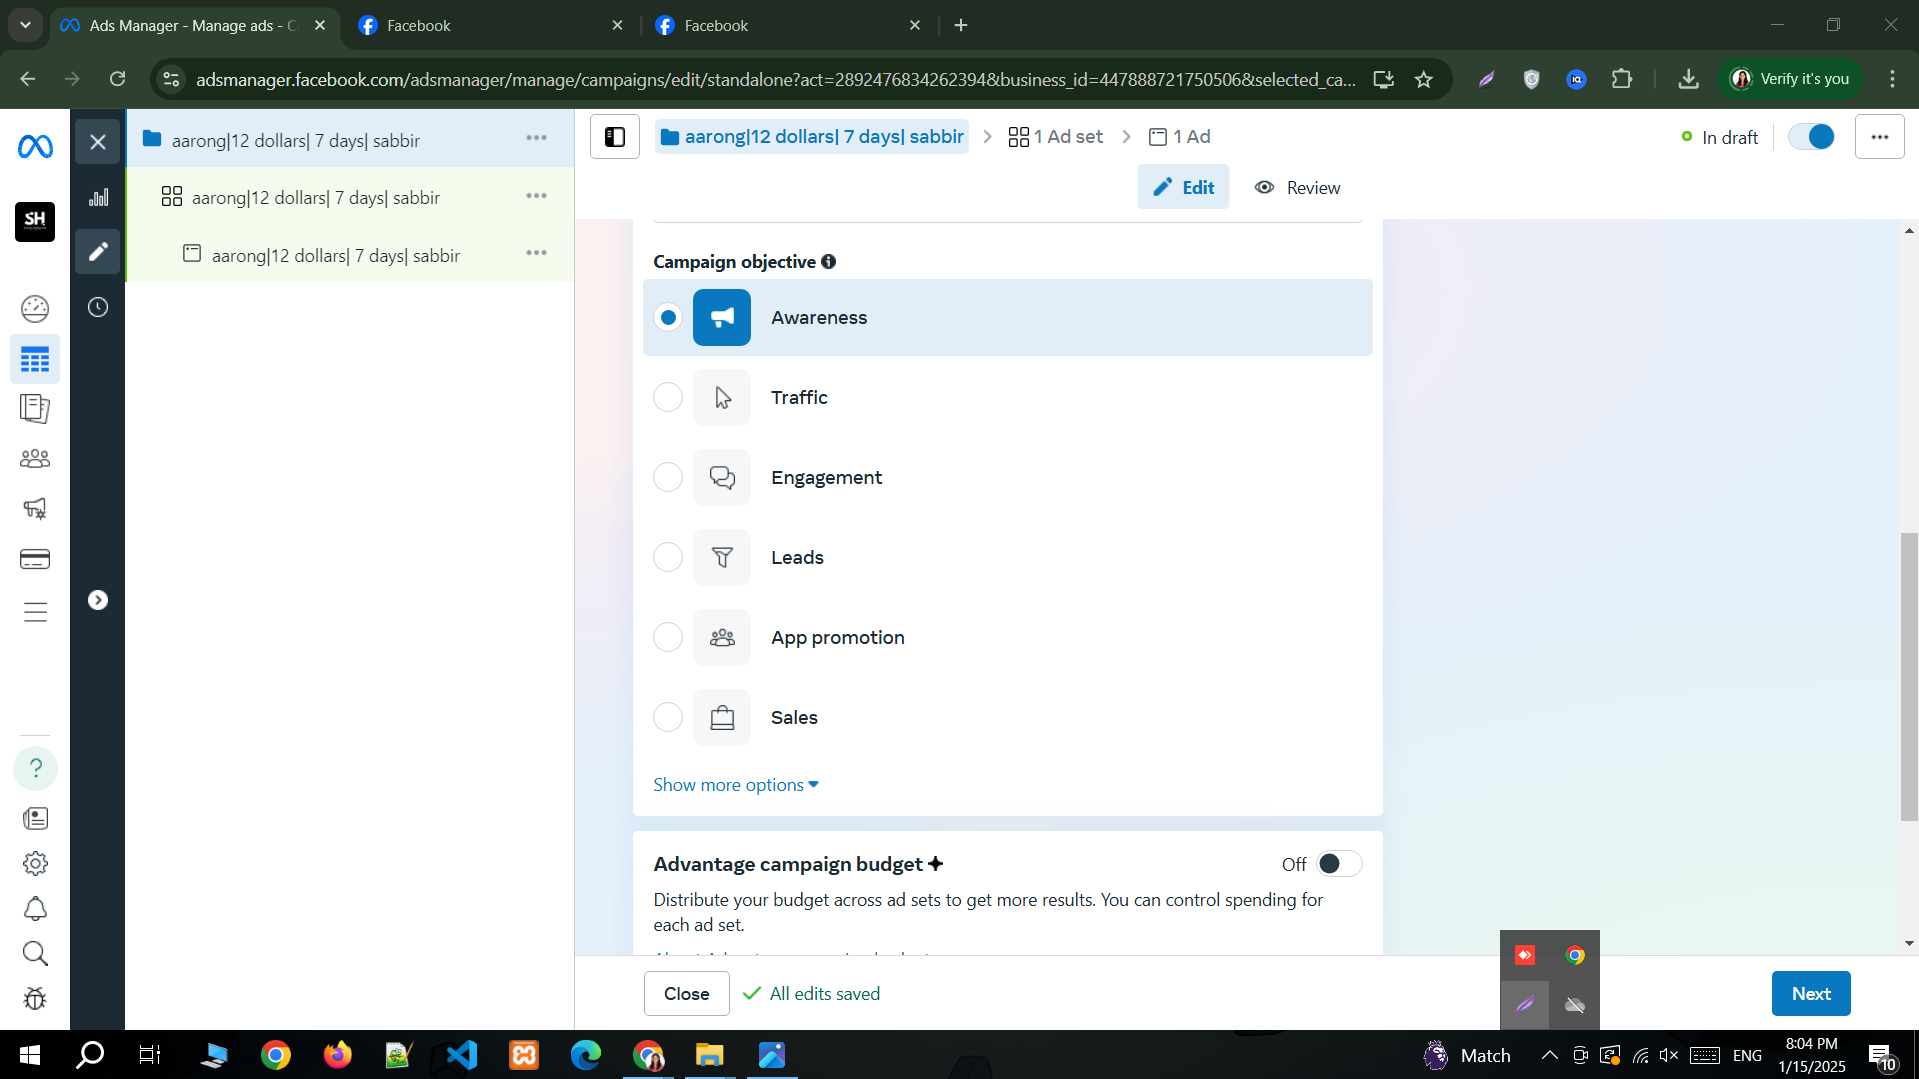 Ads Manager - Manage ads - C
Facebook
Facebook
adsmanager.facebook.com/adsmanager/manage/campaigns/edit/standalone?act=2892476834262394&business_id=447888721750506&selected_ca...
Verify it's you
SH
aarong|12 dollars| 7 days| sabbir
aarong|12 dollars| 7 days| sabbir
aarong|12 dollars| 7 days| sabbir
aarong|12 dollars| 7 days| sabbir
1 Ad set
1 Ad
In draft
Edit
Review
Campaign objective
Awareness
Traffic
Engagement
Leads
App promotion
Sales
Show more options
Advantage campaign budget
Off
Distribute your budget across ad sets to get more results. You can control spending for
each ad set.
Close
All edits saved
Next
Match
ENG
8:04 PM
1/15/2025
10